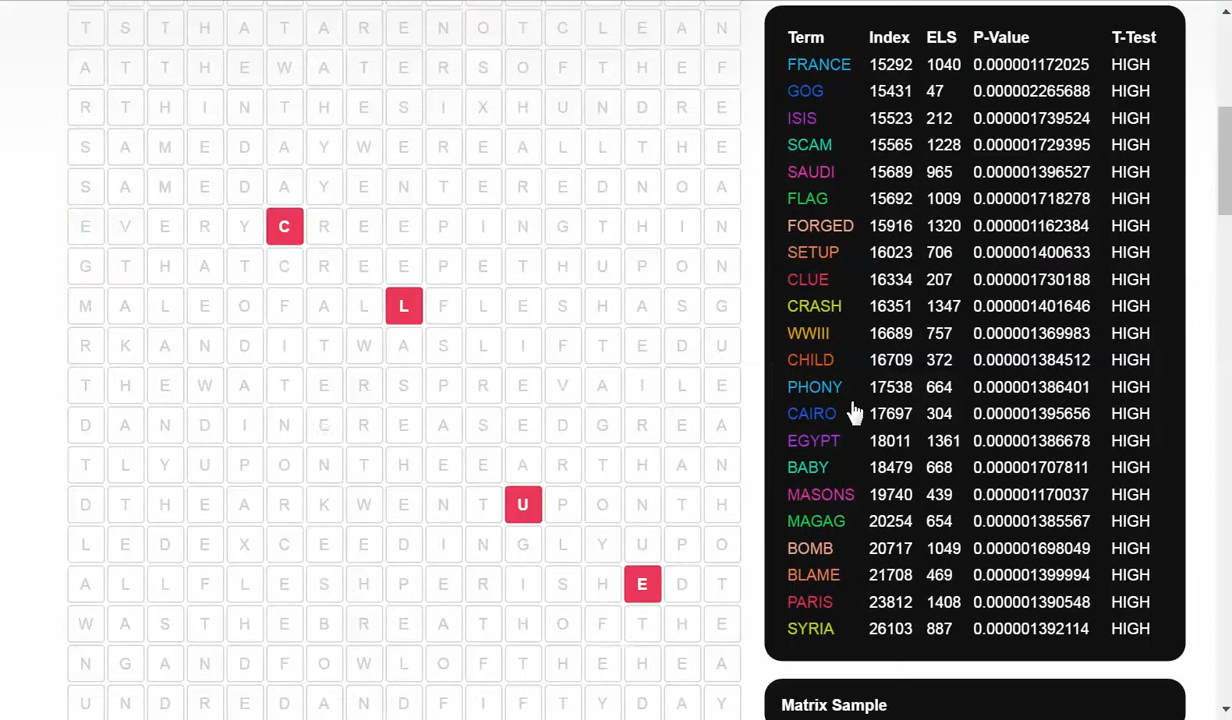 T S T H A T A R E N O T C L E A N
A T T H E W A T E R S O F T H E F
R T H I N T H E S I X H U N D R E
S A M E D A Y W E R E A L L T H E
S A M E D A Y E N T E R E D N O A
E V E R Y C R E E P I N G T H I N
G T H A T C R E E P E T H U P O N
M A L E O F A L L F L E S H A S G
R K A N D I T W A S L I F T E D U
T H E W A T E R S P R E V A I L E
D A N D I N E R E A S E D G R E A
T L Y U P O N T H E E A R T H A N
D T H E A R K W E N T U P O N T H
L E D E X C E E D I N G L Y U P O
A L L F L E S H P E R I S H E D T
W A S T H E B R E A T H O F T H E
N G A N D F O W L O F T H E H E A
U N D R E D A N D F I F T Y D A Y
Term Index ELS P-Value T-Test
FRANCE 15292 1040 0.000001172025 HIGH
GOG 15431 47 0.000002265688 HIGH
ISIS 15523 212 0.000001739524 HIGH
SCAM 15565 1228 0.000001729395 HIGH
SAUDI 15689 965 0.000001396527 HIGH
FLAG 15692 1009 0.000001718278 HIGH
FORGED 15916 1320 0.000001162384 HIGH
SETUP 16023 706 0.000001400633 HIGH
CLUE 16334 207 0.000001730188 HIGH
CRASH 16351 1347 0.000001401646 HIGH
WWIII 16689 757 0.000001369983 HIGH
CHILD 16709 372 0.000001384512 HIGH
PHONY 17538 664 0.000001386401 HIGH
CAIRO 17697 304 0.000001395656 HIGH
EGYPT 18011 1361 0.000001386678 HIGH
BABY 18479 668 0.000001707811 HIGH
MASONS 19740 439 0.000001170037 HIGH
MAGAG 20254 654 0.000001385567 HIGH
BOMB 20717 1049 0.000001698049 HIGH
BLAME 21708 469 0.000001399994 HIGH
PARIS 23812 1408 0.000001390548 HIGH
SYRIA 26103 887 0.000001392114 HIGH
Matrix Sample